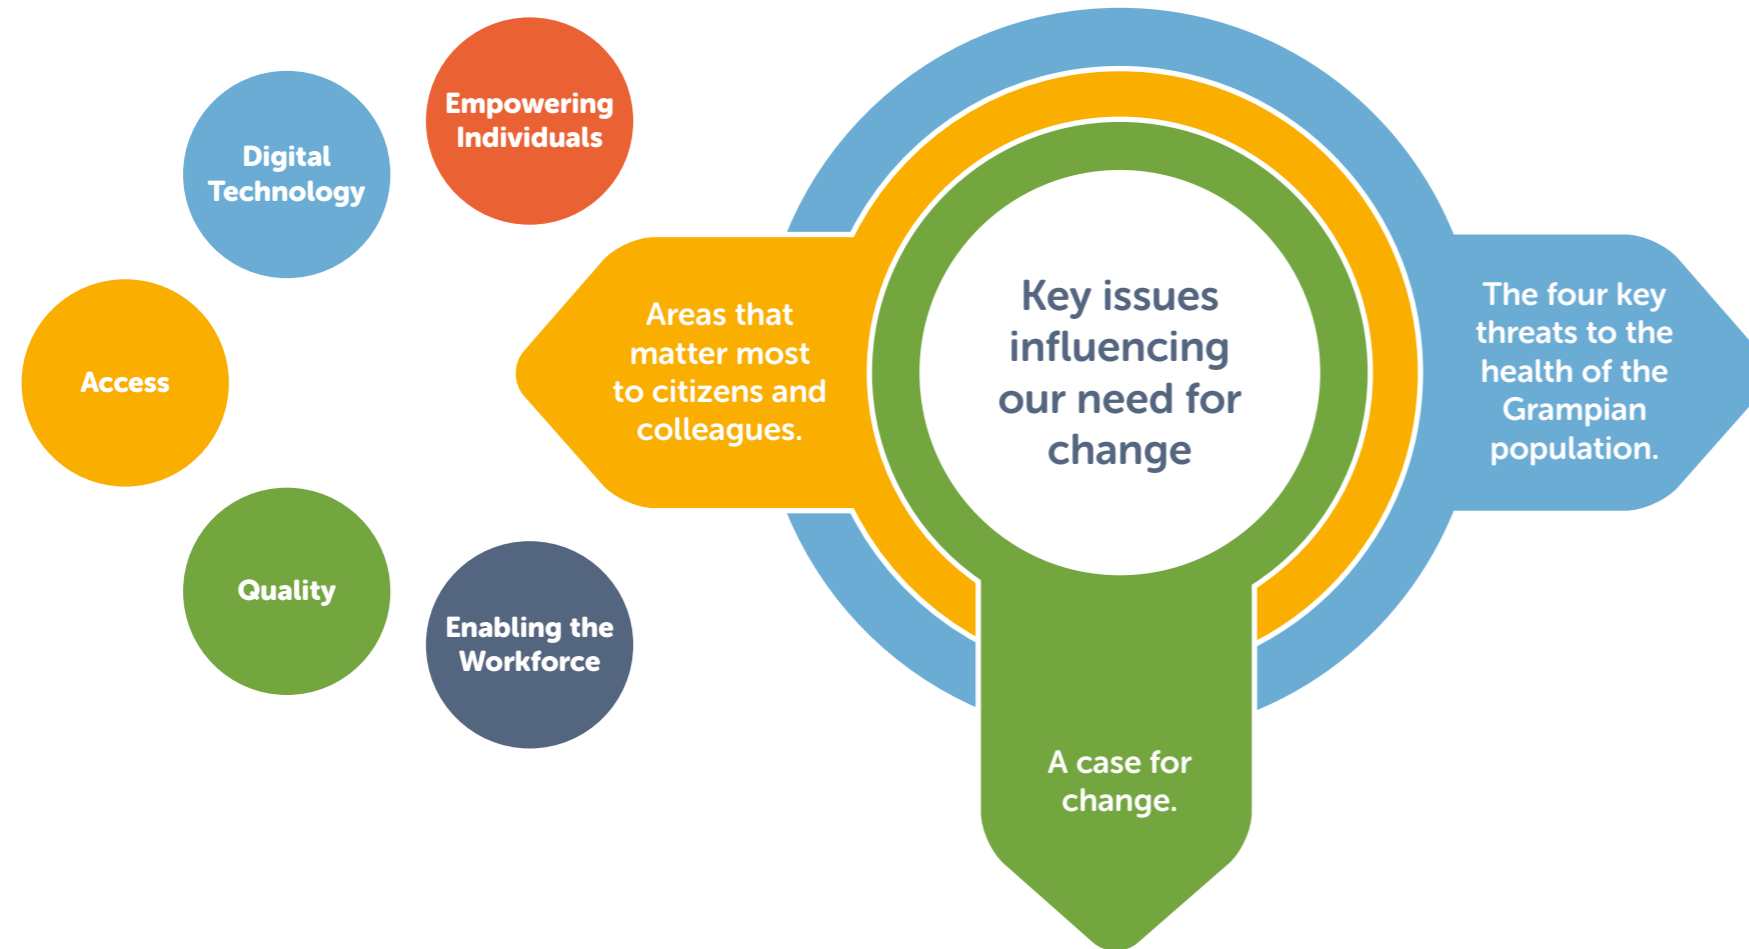 Empowering
Individuals
Digital
Technology
Access
Quality
Enabling the
Workforce
Areas that
matter most
to citizens and
colleagues.
Key issues
influencing
our need for
change
The four key
threats to the
health of the
Grampian
population.
A case for
change.